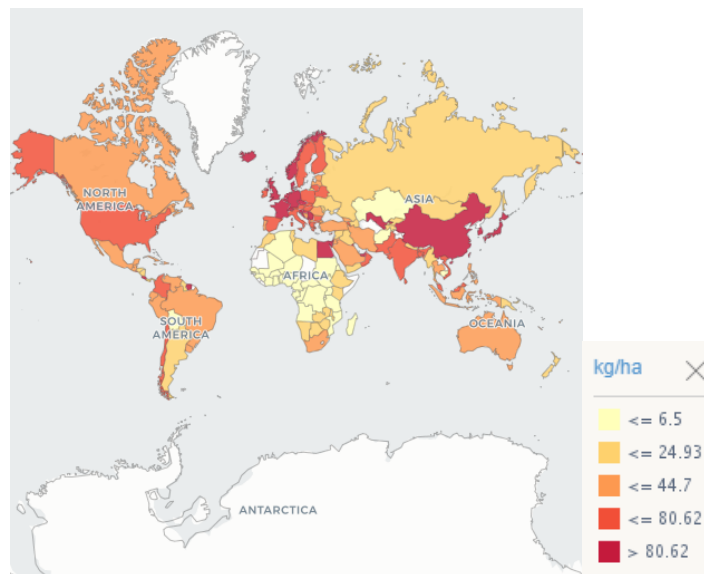 NORTH
AMERICA
ASIA
AFRICA
SOUTH
AMERICA
OCEANIA
ANTARCTICA
kg/ha
<= 6.5
<= 24.93
<= 44.7
<= 80.62
> 80.62